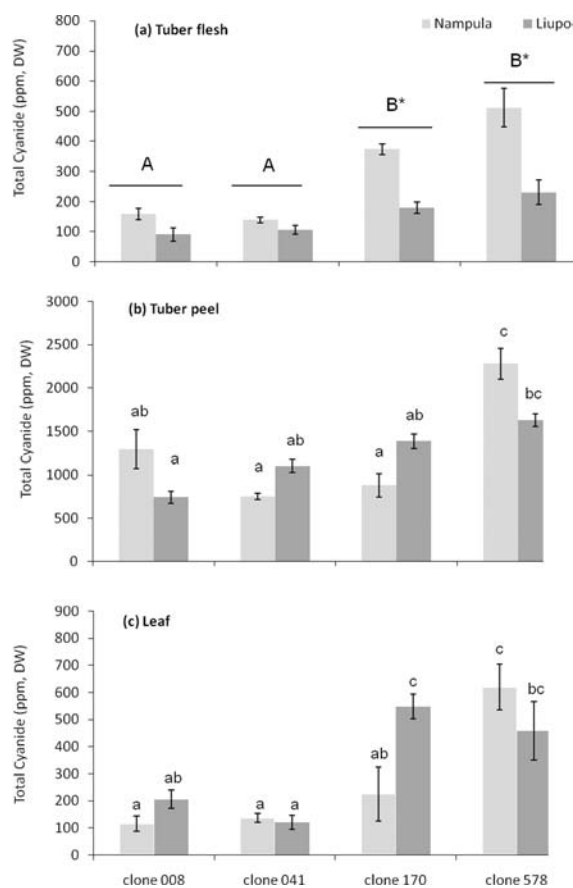 (a) Tuber flesh
Nampula
Liupo
Total Cyanide (ppm, DW)
800
700
600
500
400
300
200
100
0
A
A
B*
B*
(b) Tuber peel
Total Cyanide (ppm, DW)
3000
2500
2000
1500
1000
500
0
ab
a
a
ab
a
ab
c
bc
(c) Leaf
Total Cyanide (ppm, DW)
900
800
700
600
500
400
300
200
100
0
a
ab
a
a
ab
c
c
bc
clone 008
clone 041
clone 170
clone 578